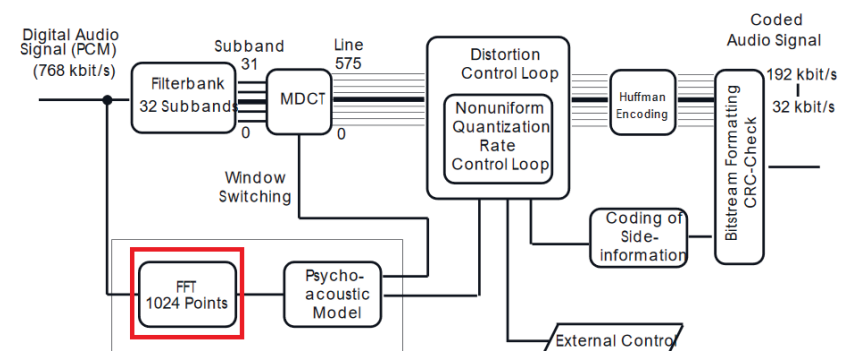 Digital Audio
Signal (PCM)
(768 kbit/s)
Filterbank
32 Subbands
Subband
31
0
MDCT
Line
575
0
Window
Switching
FFT
1024 Points
Psycho-
acoustic
Model
Distortion
Control Loop
Nonuniform
Quantization
Rate
Control Loop
Huffman
Encoding
Coding of
Side-
information
External Control
Bitstream Formatting
CRC-Check
Coded
Audio Signal
192 kbit/s
32 kbit/s